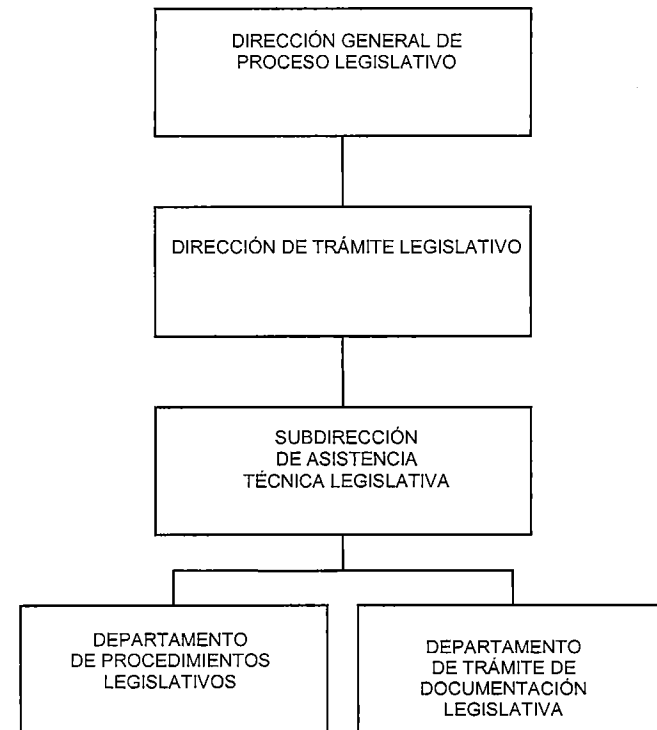 DIRECCIÓN GENERAL DE
PROCESO LEGISLATIVO
DIRECCIÓN DE TRÁMITE LEGISLATIVO
SUBDIRECCIÓN
DE ASISTENCIA
TÉCNICA LEGISLATIVA
DEPARTAMENTO
DE PROCEDIMIENTOS
LEGISLATIVOS
DEPARTAMENTO
DE TRÁMITE DE
DOCUMENTACIÓN
LEGISLATIVA